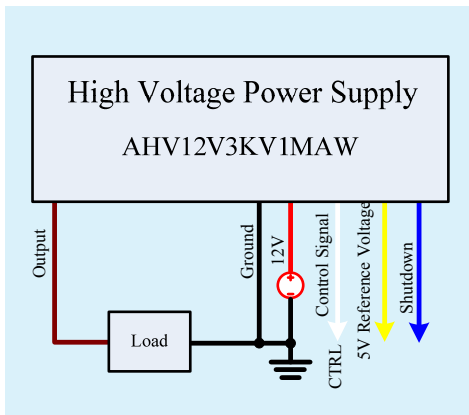 High Voltage Power Supply
AHV12V3KV1MAW
Output
Ground
12V
Control Signal
5V Reference Voltage
Shutdown
CTRL
Load